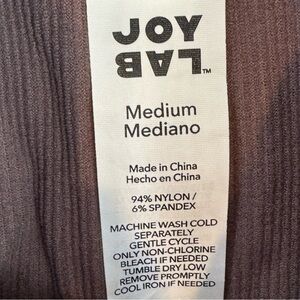 JOY
LAB™
Medium
Mediano
Made in China
Hecho en China
94% NYLON /
6% SPANDEX
MACHINE WASH COLD
SEPARATELY
GENTLE CYCLE
ONLY NON-CHLORINE
BLEACH IF NEEDED
TUMBLE DRY LOW
REMOVE PROMPTLY
COOL IRON IF NEEDED